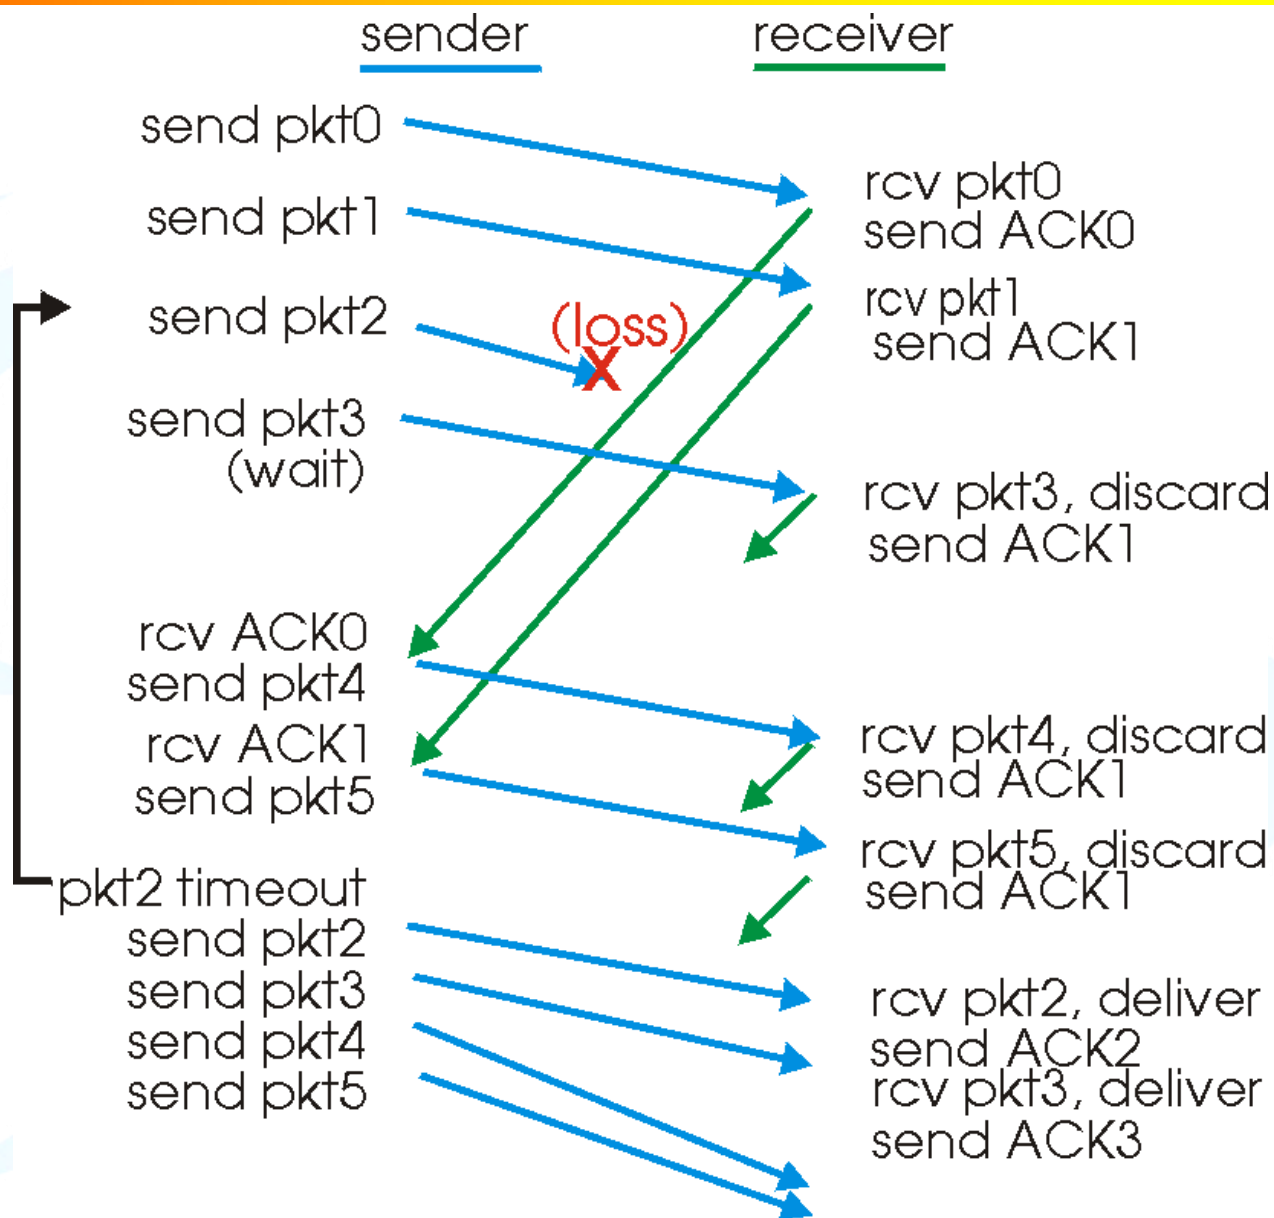 sender
receiver
send pkt0
send pkt1
send pkt2
send pkt3
(wait)
(loss)
X
rcv ACK0
send pkt4
rcv ACK1
send pkt5
pkt2 timeout
send pkt2
send pkt3
send pkt4
send pkt5
rcv pkt0
send ACK0
rcv pkt1
send ACK1
rcv pkt3, discard
send ACK1
rcv pkt4, discard
send ACK1
rcv pkt5, discard
send ACK1
rcv pkt2, deliver
send ACK2
rcv pkt3, deliver
send ACK3